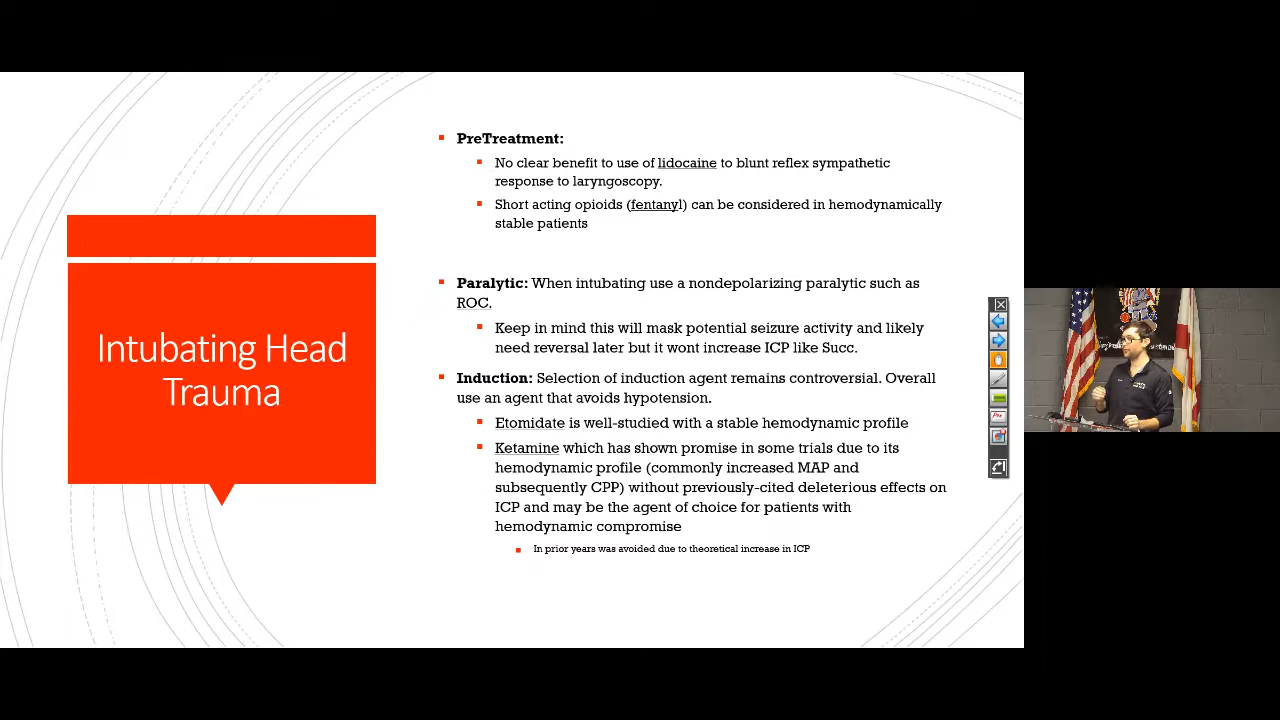 Intubating Head
Trauma
PreTreatment:
No clear benefit to use of lidocaine to blunt reflex sympathetic
response to laryngoscopy.
Short acting opioids (fentanyl) can be considered in hemodynamically
stable patients
Paralytic: When intubating use a nondepolarizing paralytic such as
ROC.
Keep in mind this will mask potential seizure activity and likely
need reversal later but it wont increase ICP like Succ.
Induction: Selection of induction agent remains controversial. Overall
use an agent that avoids hypotension.
Etomidate is well-studied with a stable hemodynamic profile
Ketamine which has shown promise in some trials due to its
hemodynamic profile (commonly increased MAP and
subsequently CPP) without previously-cited deleterious effects on
ICP and may be the agent of choice for patients with
hemodynamic compromise
In prior years was avoided due to theoretical increase in ICP